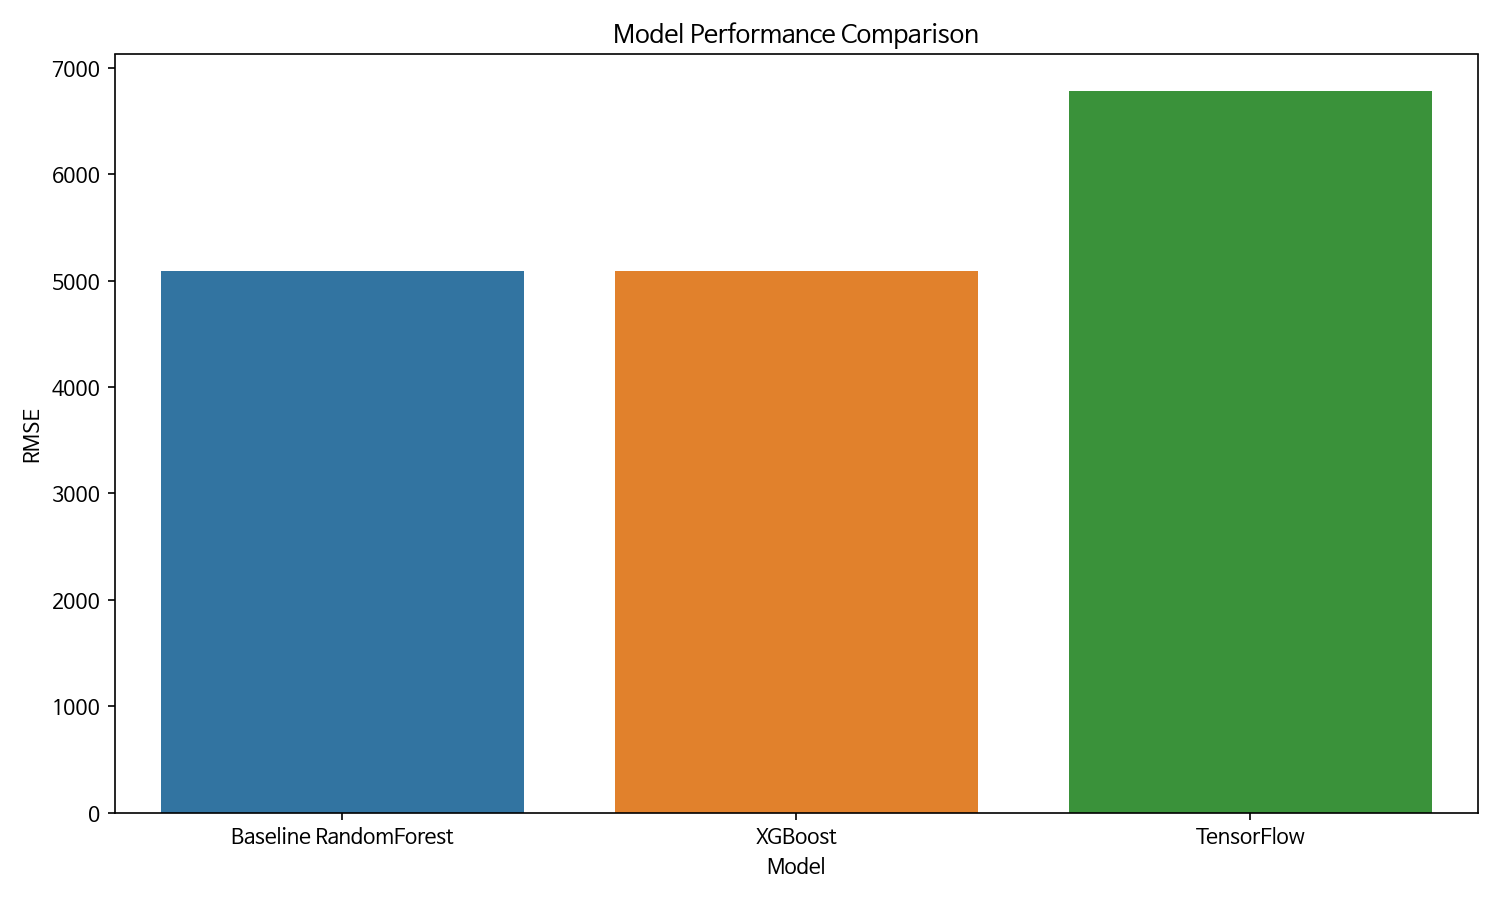 Model Performance Comparison
7000
6000
5000
4000
3000
2000
1000
0
RMSE
Baseline RandomForest
XGBoost
TensorFlow
Model